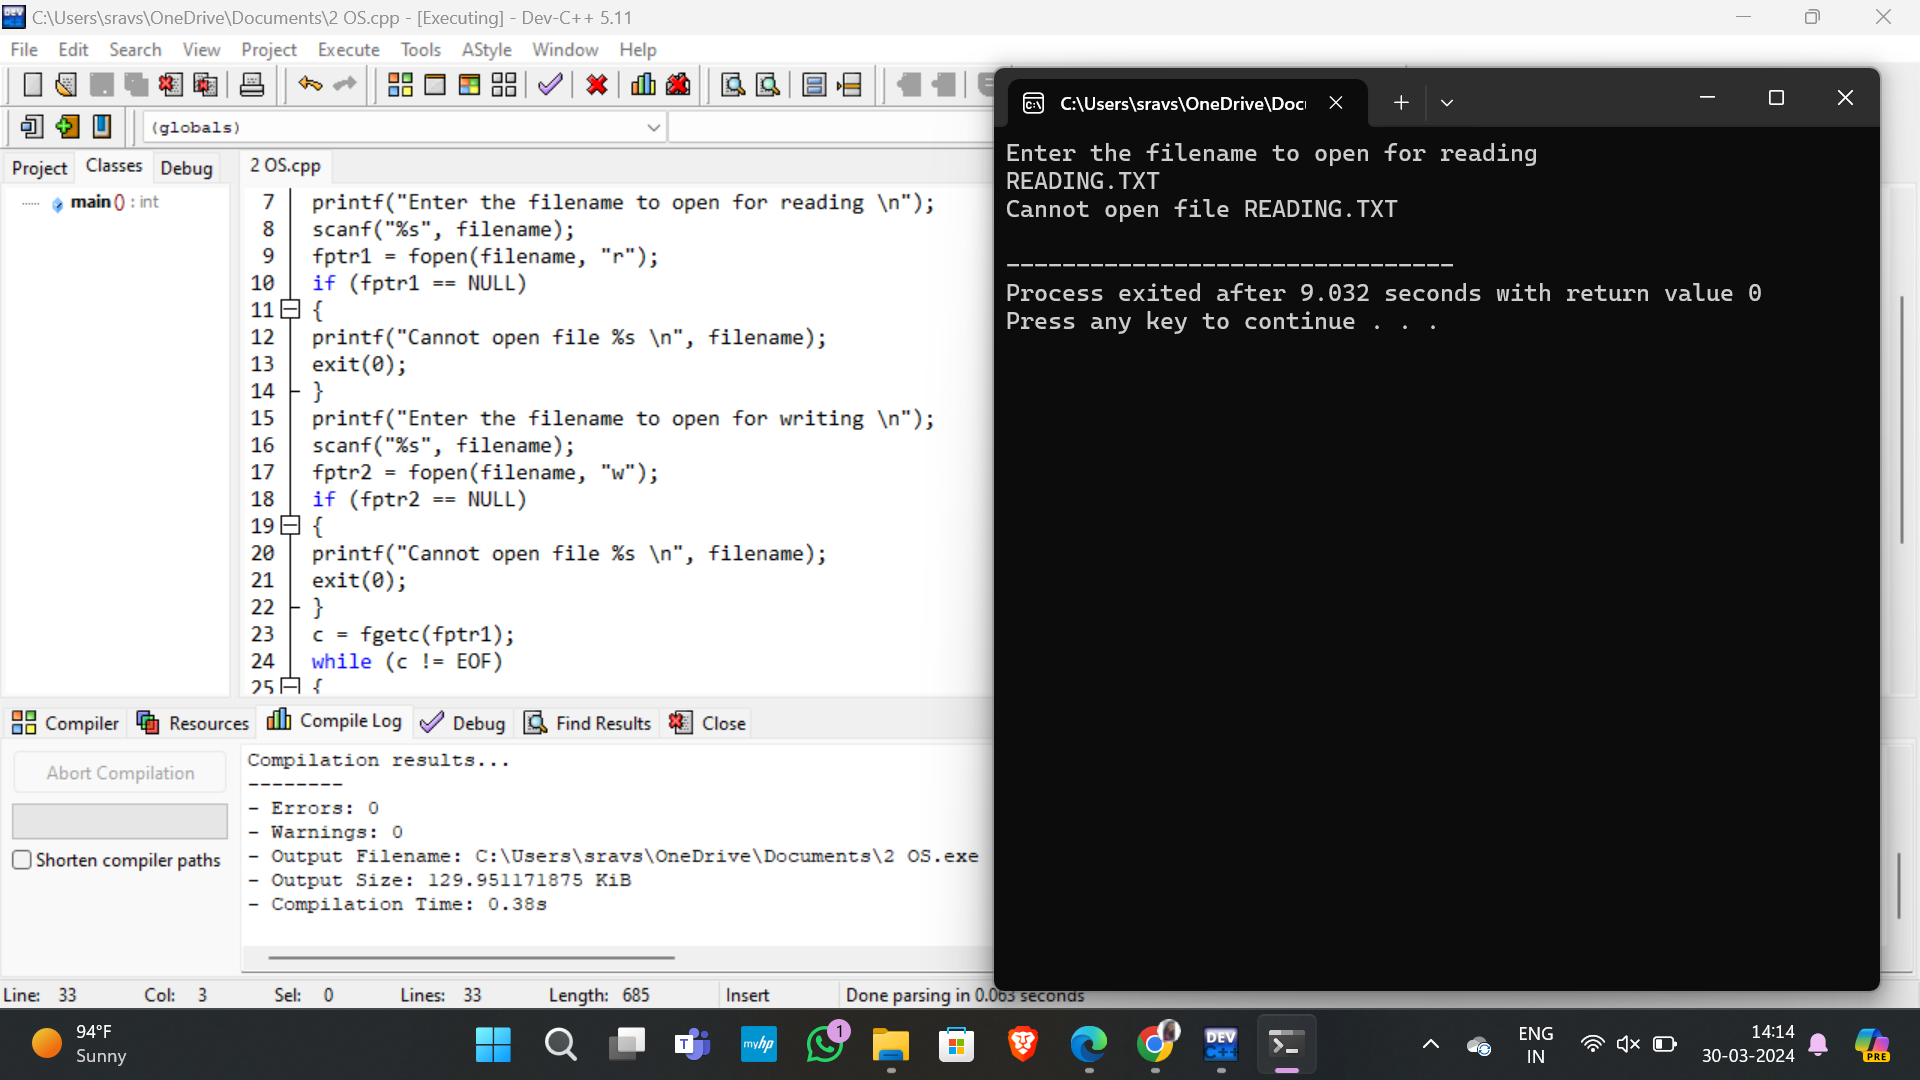 C:\Users\sravs\OneDrive\Documents\2 OS.cpp - [Executing] - Dev-C++ 5.11
File Edit Search View Project Execute Tools AStyle Window Help
(globals)
Project Classes Debug
2 OS.cpp
main () : int
7 printf("Enter the filename to open for reading \n");
8 scanf("%s", filename);
9 fptr1 = fopen(filename, "r");
10 if (fptr1 == NULL)
11 {
12 printf("Cannot open file %s \n", filename);
13 exit(0);
14 }
15 printf("Enter the filename to open for writing \n");
16 scanf("%s", filename);
17 fptr2 = fopen(filename, "w");
18 if (fptr2 == NULL)
19 {
20 printf("Cannot open file %s \n", filename);
21 exit(0);
22 }
23 c = fgetc(fptr1);
24 while (c != EOF)
25 {
C:\Users\sravs\OneDrive\Doc
Enter the filename to open for reading
READING.TXT
Cannot open file READING.TXT
--------------------------------
Process exited after 9.032 seconds with return value 0
Press any key to continue . . .
Compiler Resources Compile Log Debug Find Results Close
Abort Compilation
Shorten compiler paths
Compilation results...
--------
- Errors: 0
- Warnings: 0
- Output Filename: C:\Users\sravs\OneDrive\Documents\2 OS.exe
- Output Size: 129.951171875 KiB
- Compilation Time: 0.38s
Line: 33 Col: 3 Sel: 0 Lines: 33 Length: 685 Insert Done parsing in 0.063 seconds
94°F
Sunny
T
myhp
1
DEV
C++
ENG
IN
14:14
30-03-2024
PRE